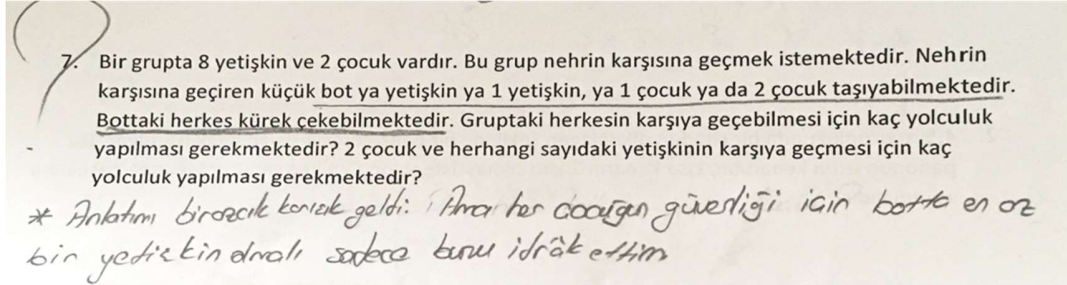 7. Bir grupta 8 yetişkin ve 2 çocuk vardır. Bu grup nehrin karşısına geçmek istemektedir. Nehrin
karşısına geçiren küçük bot ya yetişkin ya 1 yetişkin, ya 1 çocuk ya da 2 çocuk taşıyabilmektedir.
Bottaki herkes kürek çekebilmektedir. Gruptaki herkesin karşıya geçebilmesi için kaç yolculuk
yapılması gerekmektedir? 2 çocuk ve herhangi sayıdaki yetişkinin karşıya geçmesi için kaç
yolculuk yapılması gerekmektedir?
* Anlatımı birazcık karışık geldi. Ama her çocuğun güvenliği için botta en az
bir yetişkin olmalı sadece bunu idrâk ettim